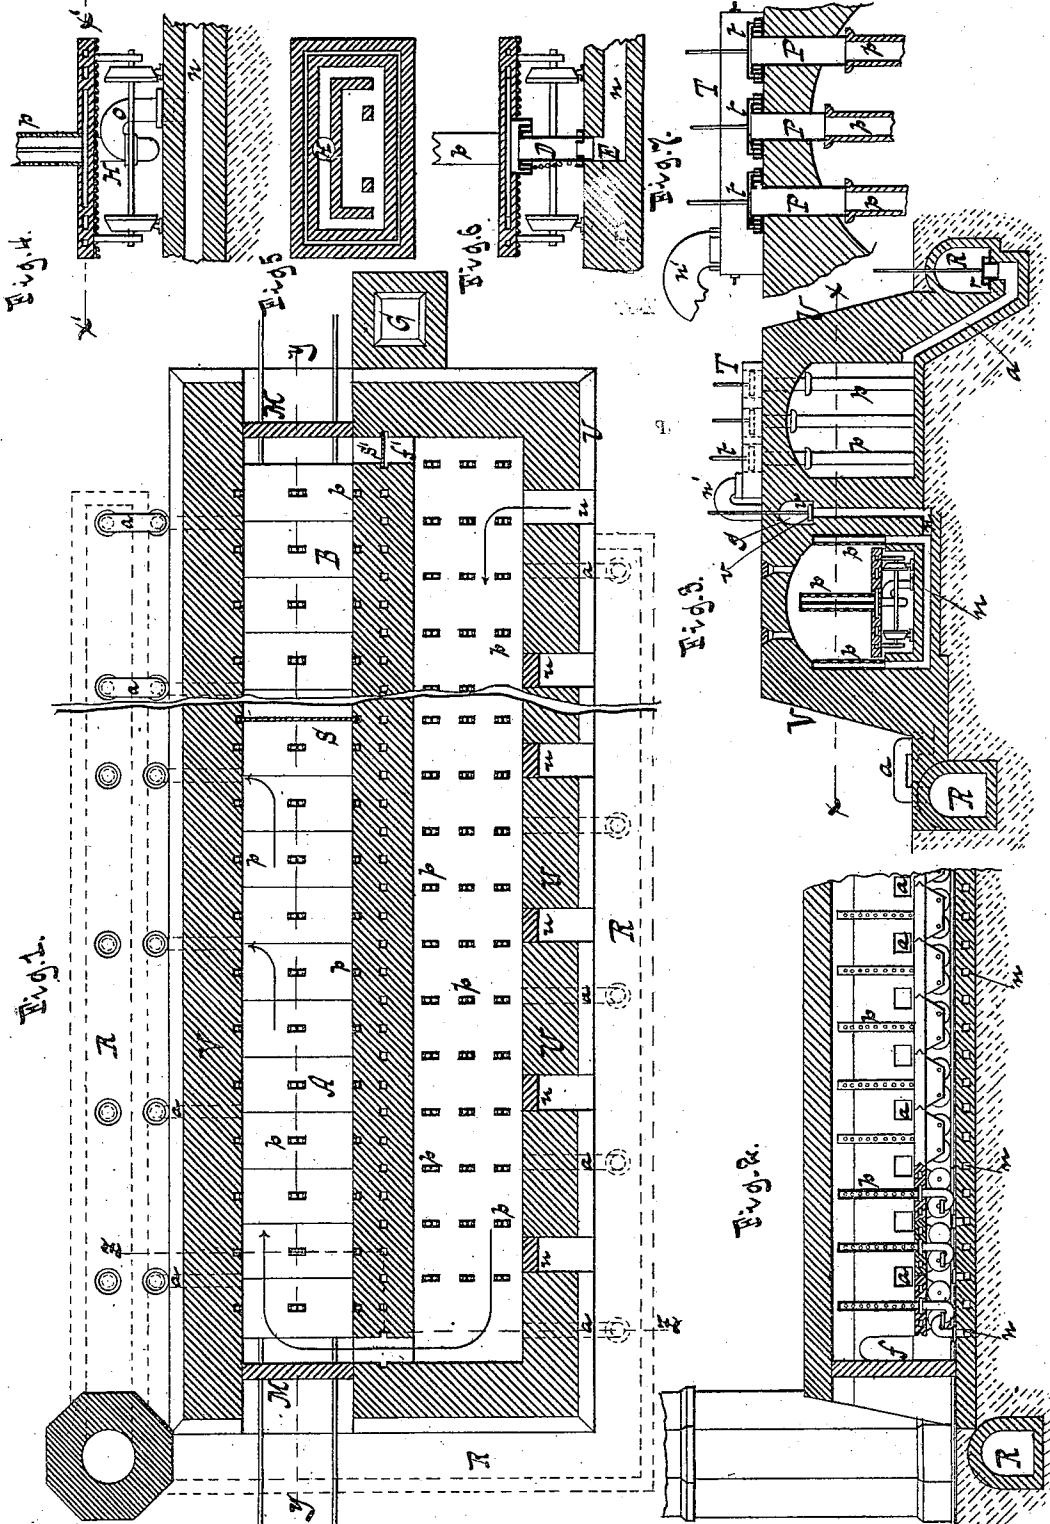 Fig. 1.
R
a
a
a
a
Z
V
M
M
y
y
A
B
S
p
p
p
p
G
f'
f'
p
p
p
p
p
U
U
U
u
u
u
u
u
u
a
a
a
a
R
R
Z
Fig. 2.
p
p
a
a
a
a
f
n
n
n
R
Fig. 3.
V
V
x
x
a
R
p
p
p
p
p
n
n
v
g
n'
t
T
a
r
R
Fig. 4.
x'
x'
p
H
o
n
Fig. 5
H
Fig. 6.
p
D
E
n
Fig. 7.
n'
T
r
r
r
P
P
P
p
p
p